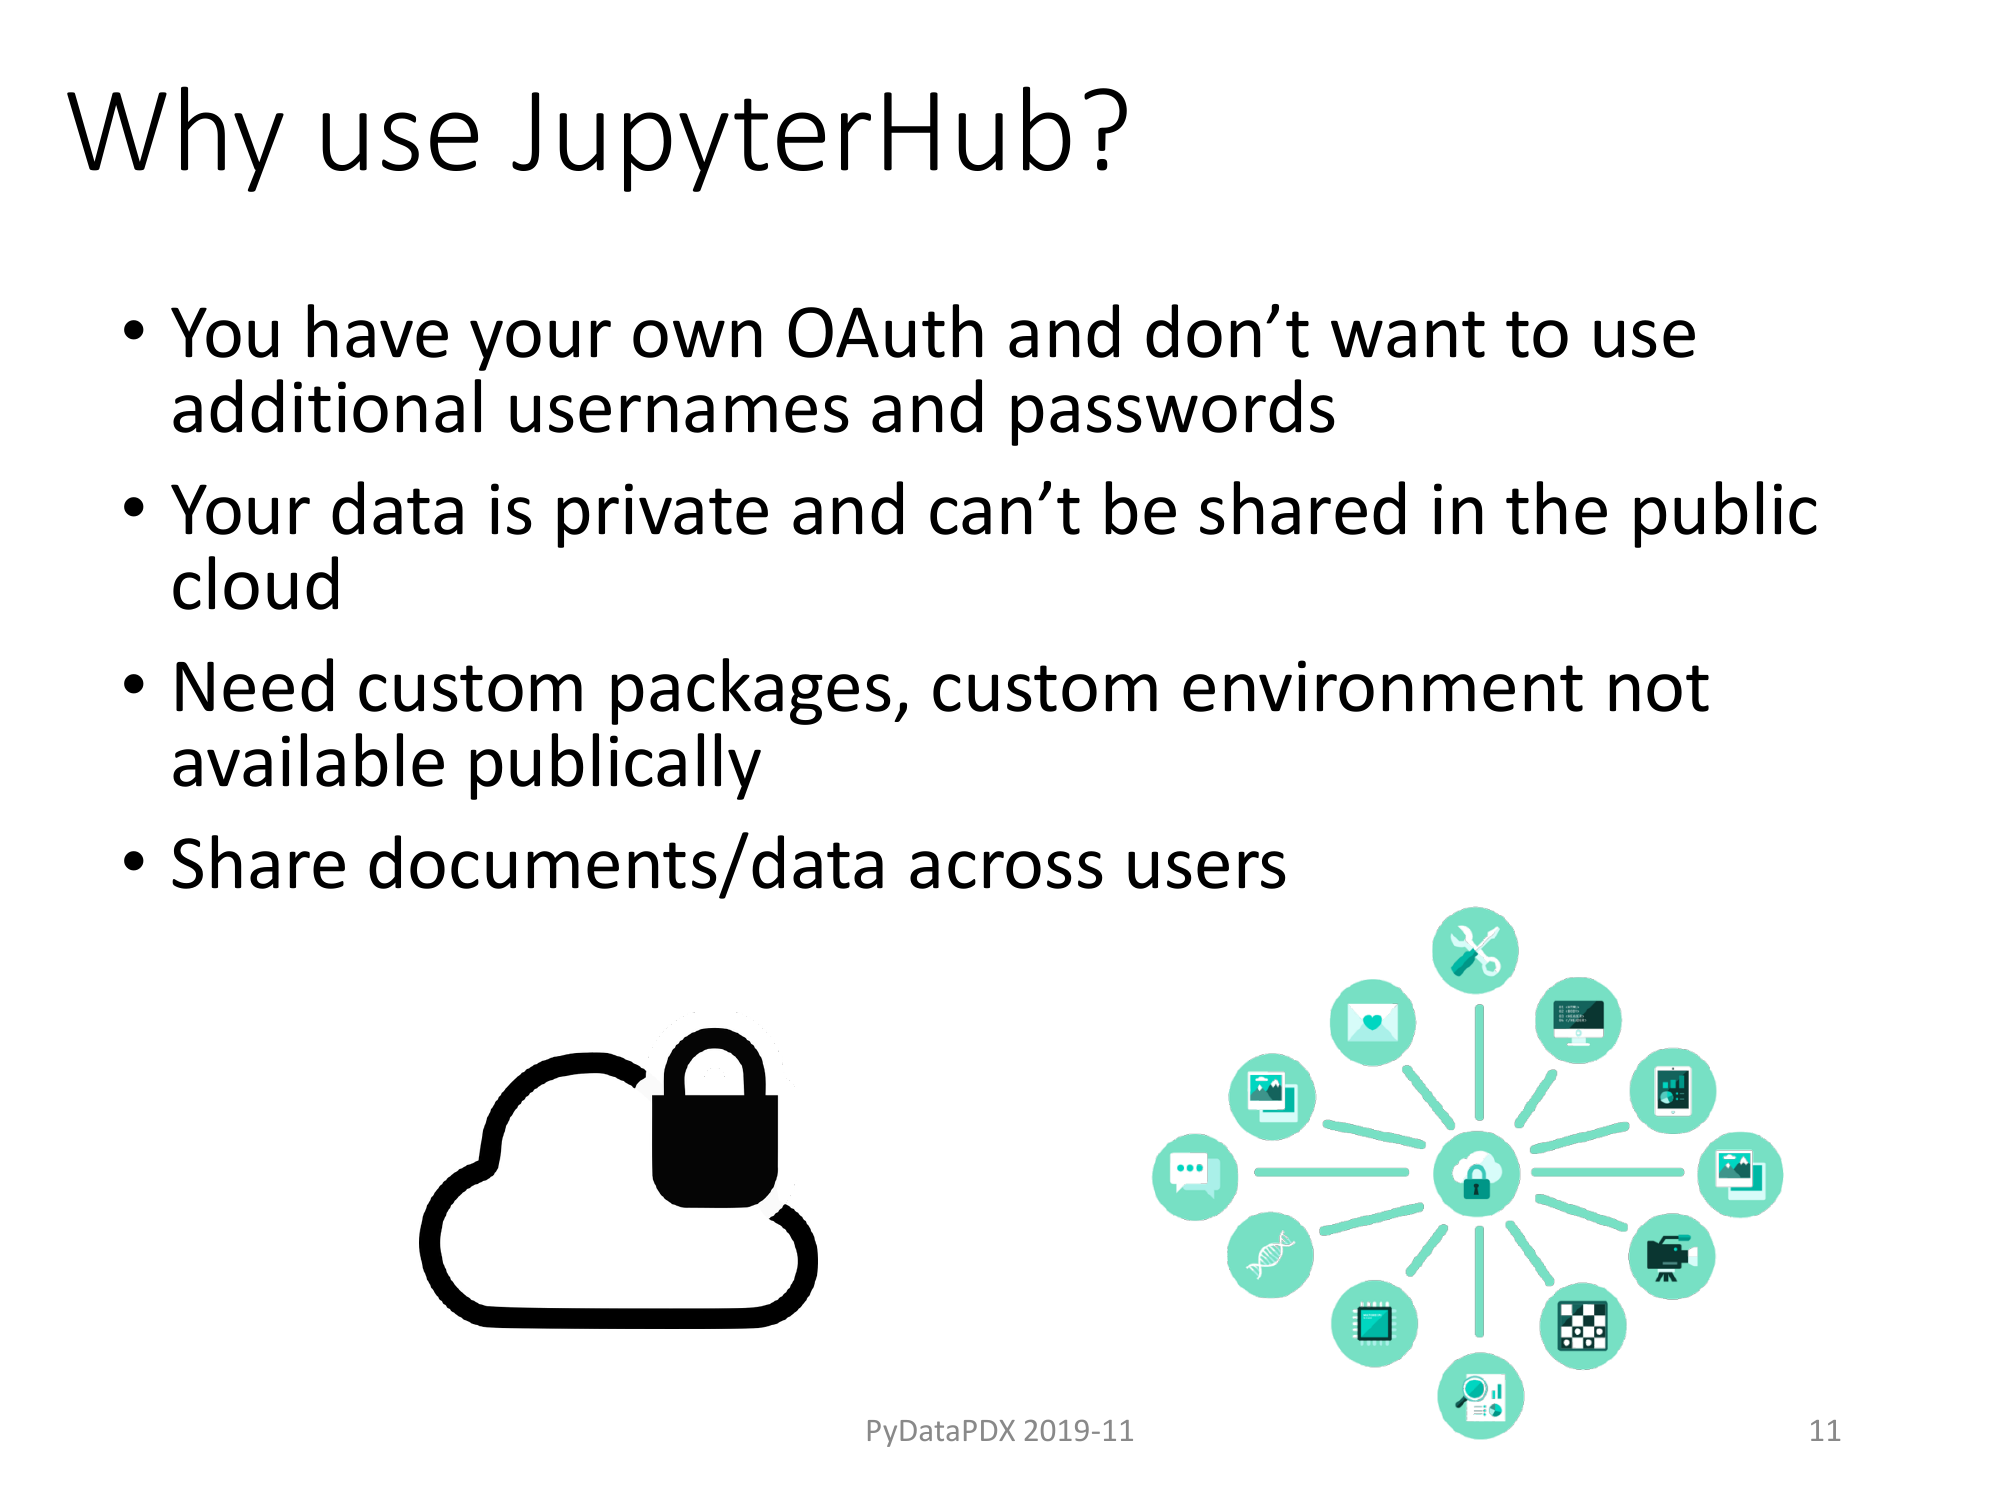 Why use JupyterHub?
• You have your own OAuth and don’t want to use
additional usernames and passwords
• Your data is private and can’t be shared in the public
cloud
• Need custom packages, custom environment not
available publically
• Share documents/data across users
PyDataPDX 2019-11
11